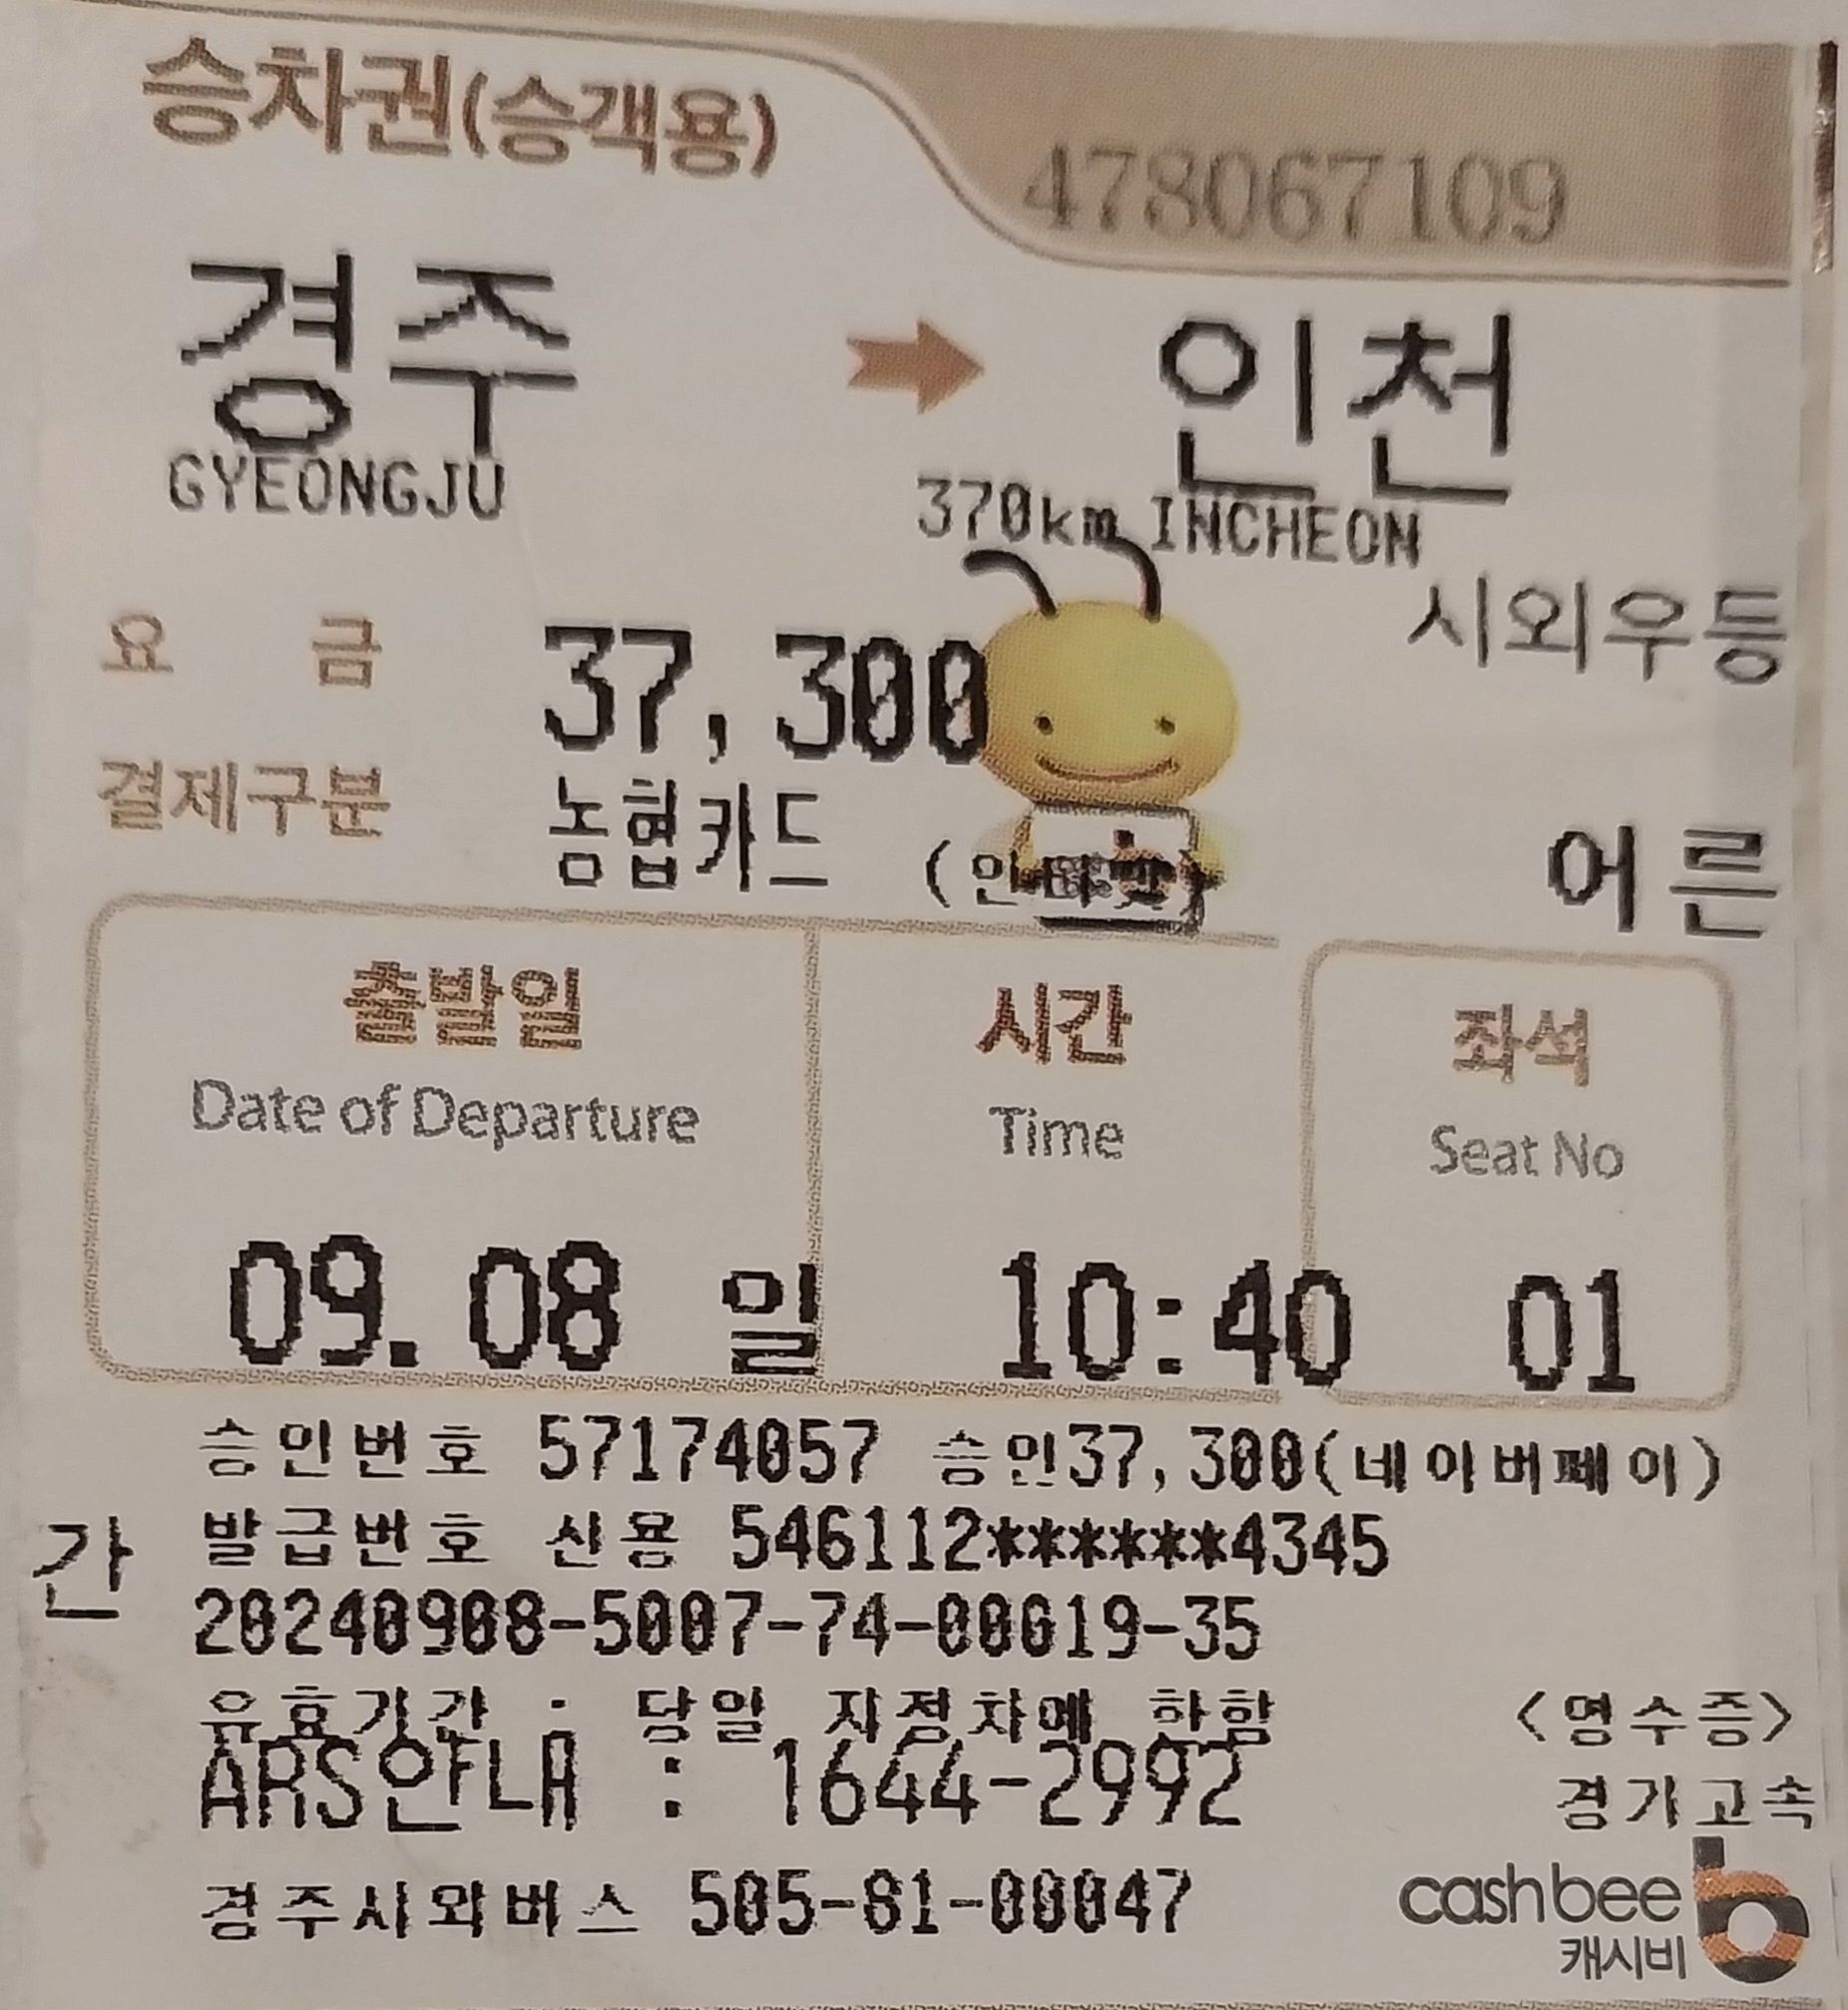 승차권(승객용)
478067109
경주 인천
GYEONGJU 370km INCHEON
시외우등
요 금 37,300
결제구분 농협카드 (인터넷) 어른
출발일 시간 좌석
Date of Departure Time Seat No
09.08 일 10:40 01
승인번호 57174057 승인37,300(네이버페이)
간 발급번호 신용 546112******4345
20240908-5007-74-00019-35
유효기간 : 당일 지정차에 한함 <영수증>
ARS안내 : 1644-2992 경기고속
경주시외버스 505-81-00047
cashbee
캐시비